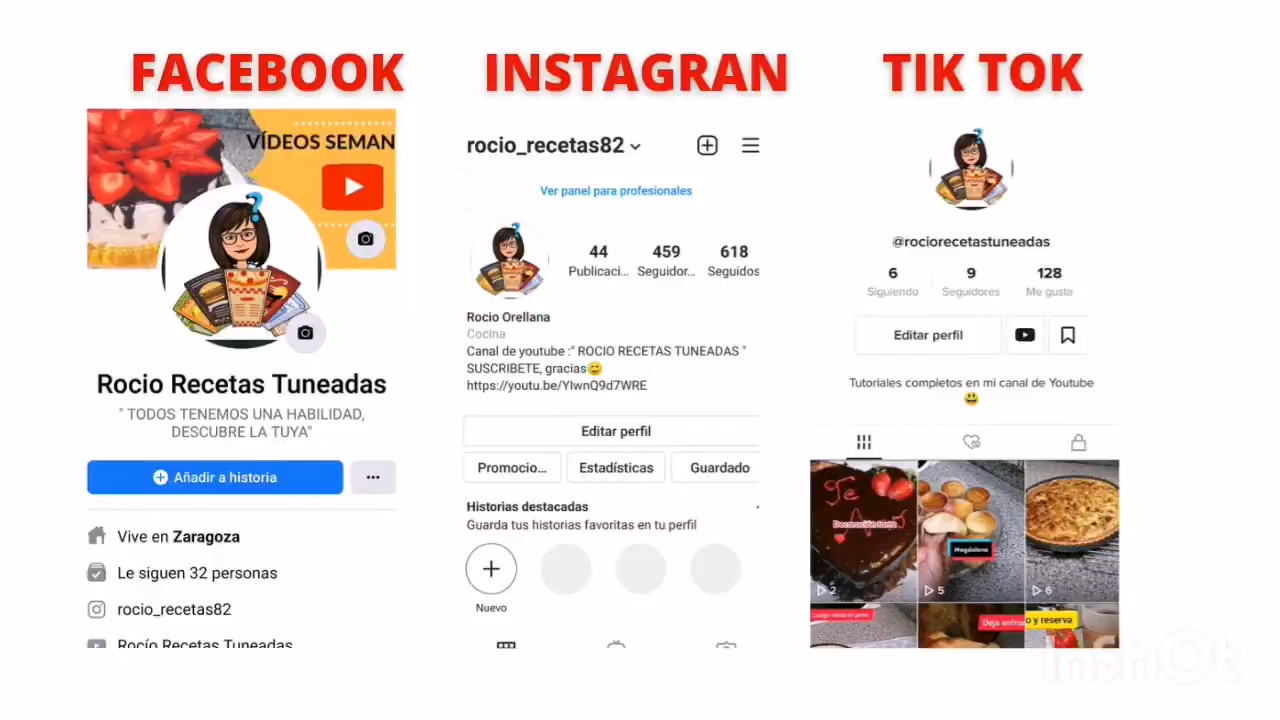 FACEBOOK
INSTAGRAN
TIK TOK
VÍDEOS SEMAN
Rocio Recetas Tuneadas
" TODOS TENEMOS UNA HABILIDAD,
DESCUBRE LA TUYA"
Añadir a historia
Vive en Zaragoza
Le siguen 32 personas
rocio_recetas82
Rocío Recetas Tuneadas
rocio_recetas82
Ver panel para profesionales
44
459
618
Publicaci...
Seguidor...
Seguidos
Rocio Orellana
Cocina
Canal de youtube :" ROCIO RECETAS TUNEADAS "
SUSCRIBETE, gracias😊
https://youtu.be/YIwnQ9d7WRE
Editar perfil
Promocio...
Estadísticas
Guardado
Historias destacadas
Guarda tus historias favoritas en tu perfil
Nuevo
@rociorecetastuneadas
6
9
128
Siguiendo
Seguidores
Me gusta
Editar perfil
Tutoriales completos en mi canal de Youtube
😃
Te
Decoración tarta
Magdalena
2
5
6
Deja enfriar
o y reserva
InShOt